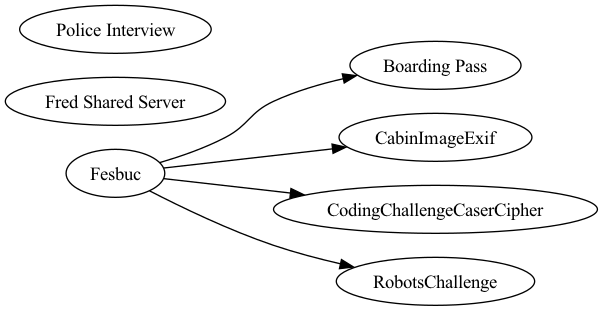 Police Interview
Fred Shared Server
Fesbuc
Boarding Pass
CabinImageExif
CodingChallengeCaserCipher
RobotsChallenge